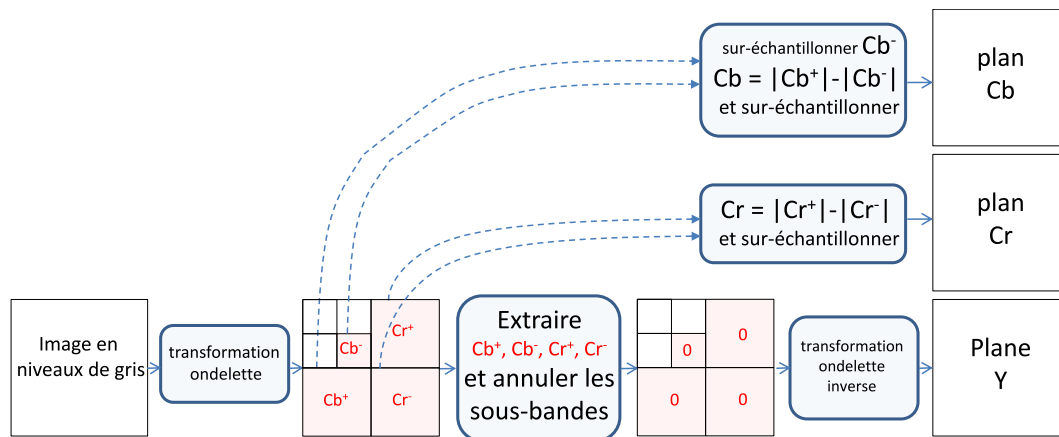 sur-échantillonner Cb⁻
Cb = |Cb⁺|-|Cb⁻|
et sur-échantillonner
plan
Cb
Cr = |Cr⁺|-|Cr⁻|
et sur-échantillonner
plan
Cr
Image en
niveaux de gris
transformation
ondelette
Cb⁻
Cr⁺
Cb⁺
Cr⁻
Extraire
Cb⁺, Cb⁻, Cr⁺, Cr⁻
et annuler les
sous-bandes
0
0
0
0
transformation
ondelette
inverse
Plane
Y